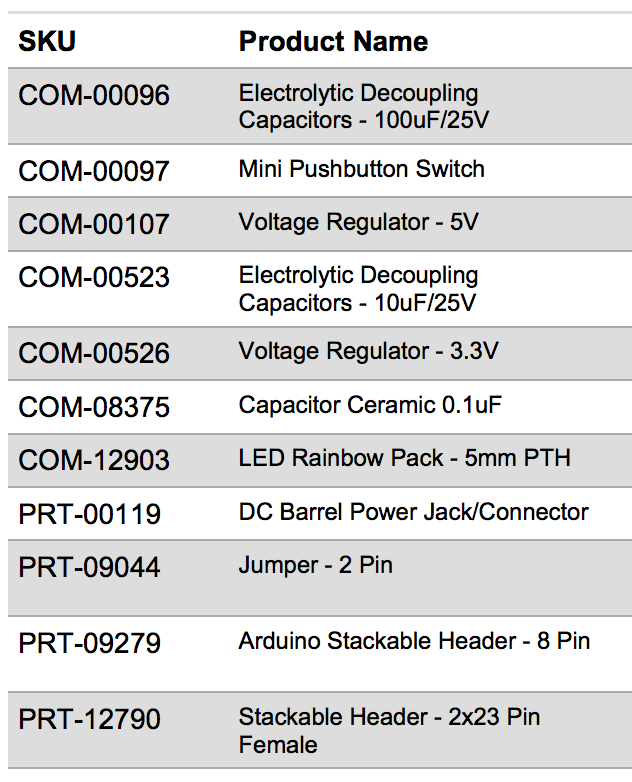 SKU Product Name
COM-00096 Electrolytic Decoupling
Capacitors - 100uF/25V
COM-00097 Mini Pushbutton Switch
COM-00107 Voltage Regulator - 5V
COM-00523 Electrolytic Decoupling
Capacitors - 10uF/25V
COM-00526 Voltage Regulator - 3.3V
COM-08375 Capacitor Ceramic 0.1uF
COM-12903 LED Rainbow Pack - 5mm PTH
PRT-00119 DC Barrel Power Jack/Connector
PRT-09044 Jumper - 2 Pin
PRT-09279 Arduino Stackable Header - 8 Pin
PRT-12790 Stackable Header - 2x23 Pin
Female